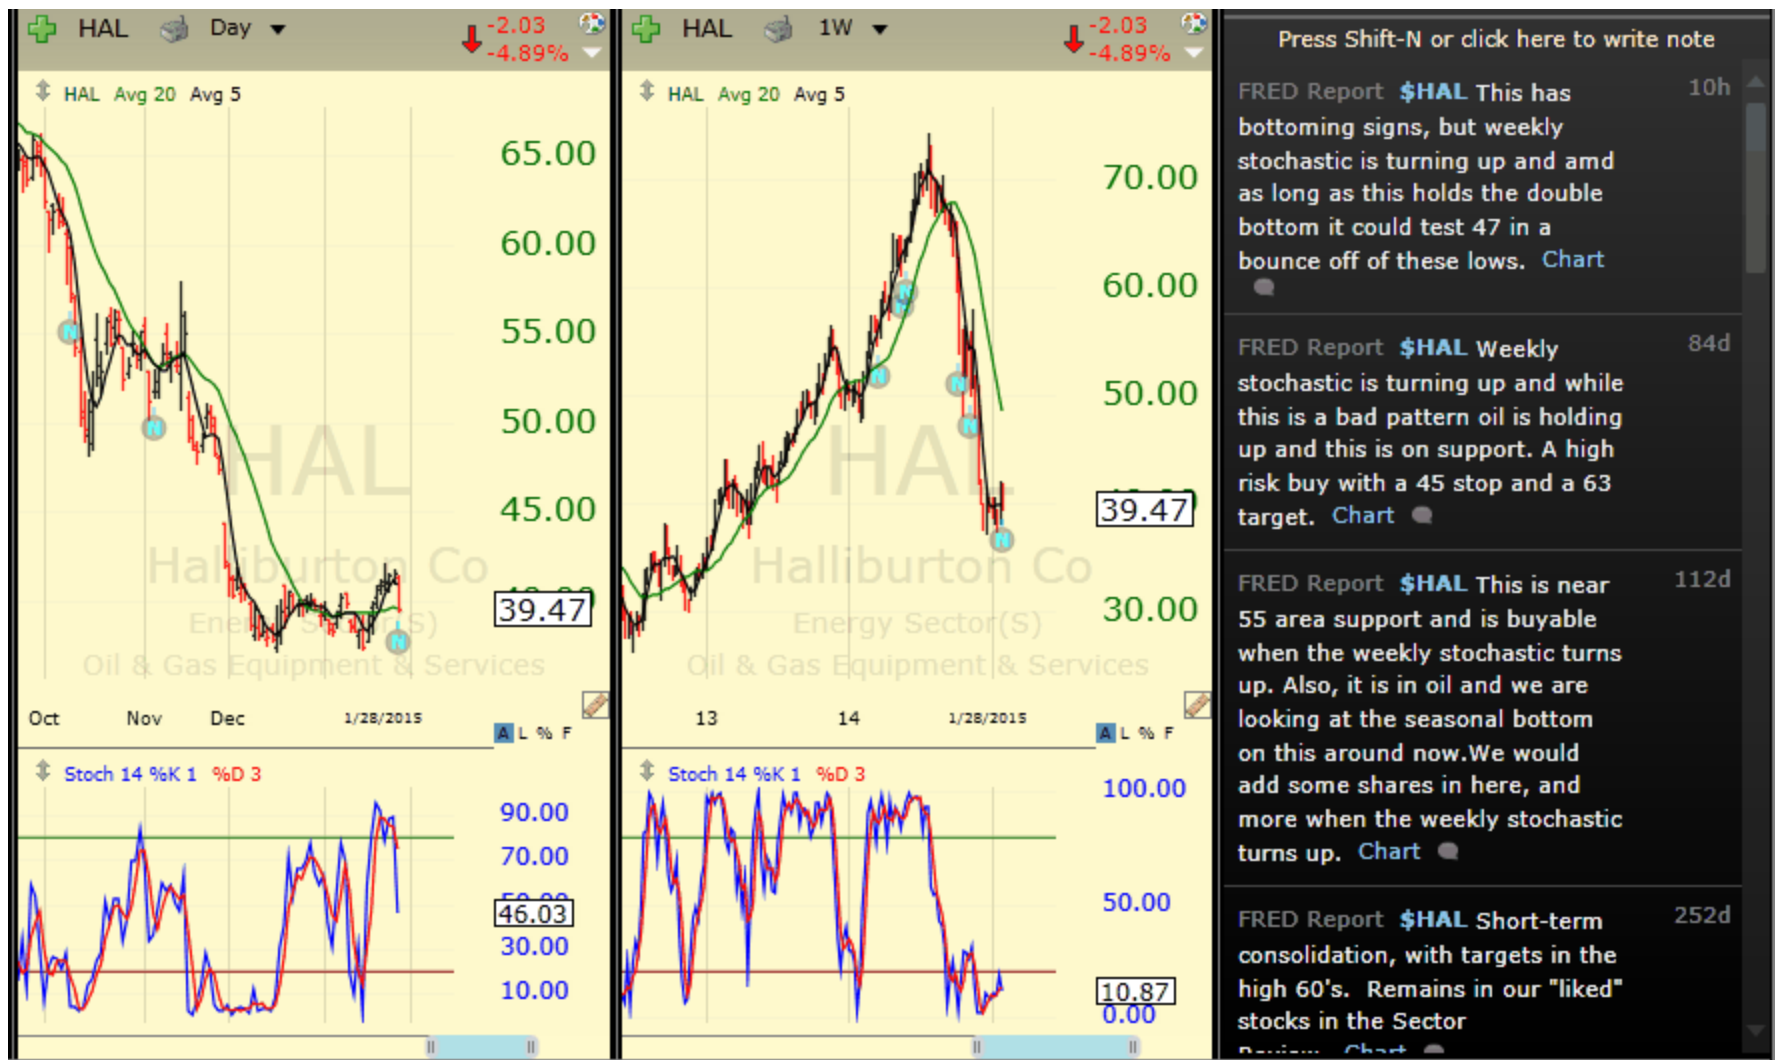 HAL Day
-2.03
-4.89%
HAL Avg 20 Avg 5
65.00
60.00
55.00
50.00
45.00
39.47
HAL
Halliburton Co
Energy Sector(S)
Oil & Gas Equipment & Services
N
N
N
Oct Nov Dec 1/28/2015
A L % F
Stoch 14 %K 1 %D 3
90.00
70.00
46.03
30.00
10.00
HAL 1W
-2.03
-4.89%
HAL Avg 20 Avg 5
70.00
60.00
50.00
39.47
30.00
HAL
Halliburton Co
Energy Sector(S)
Oil & Gas Equipment & Services
N
N
N
N
N
N
13 14 1/28/2015
A L % F
Stoch 14 %K 1 %D 3
100.00
50.00
10.87
0.00
Press Shift-N or click here to write note
FRED Report $HAL This has 10h
bottoming signs, but weekly
stochastic is turning up and amd
as long as this holds the double
bottom it could test 47 in a
bounce off of these lows. Chart
FRED Report $HAL Weekly 84d
stochastic is turning up and while
this is a bad pattern oil is holding
up and this is on support. A high
risk buy with a 45 stop and a 63
target. Chart
FRED Report $HAL This is near 112d
55 area support and is buyable
when the weekly stochastic turns
up. Also, it is in oil and we are
looking at the seasonal bottom
on this around now.We would
add some shares in here, and
more when the weekly stochastic
turns up. Chart
FRED Report $HAL Short-term 252d
consolidation, with targets in the
high 60's. Remains in our "liked"
stocks in the Sector
Review. Chart